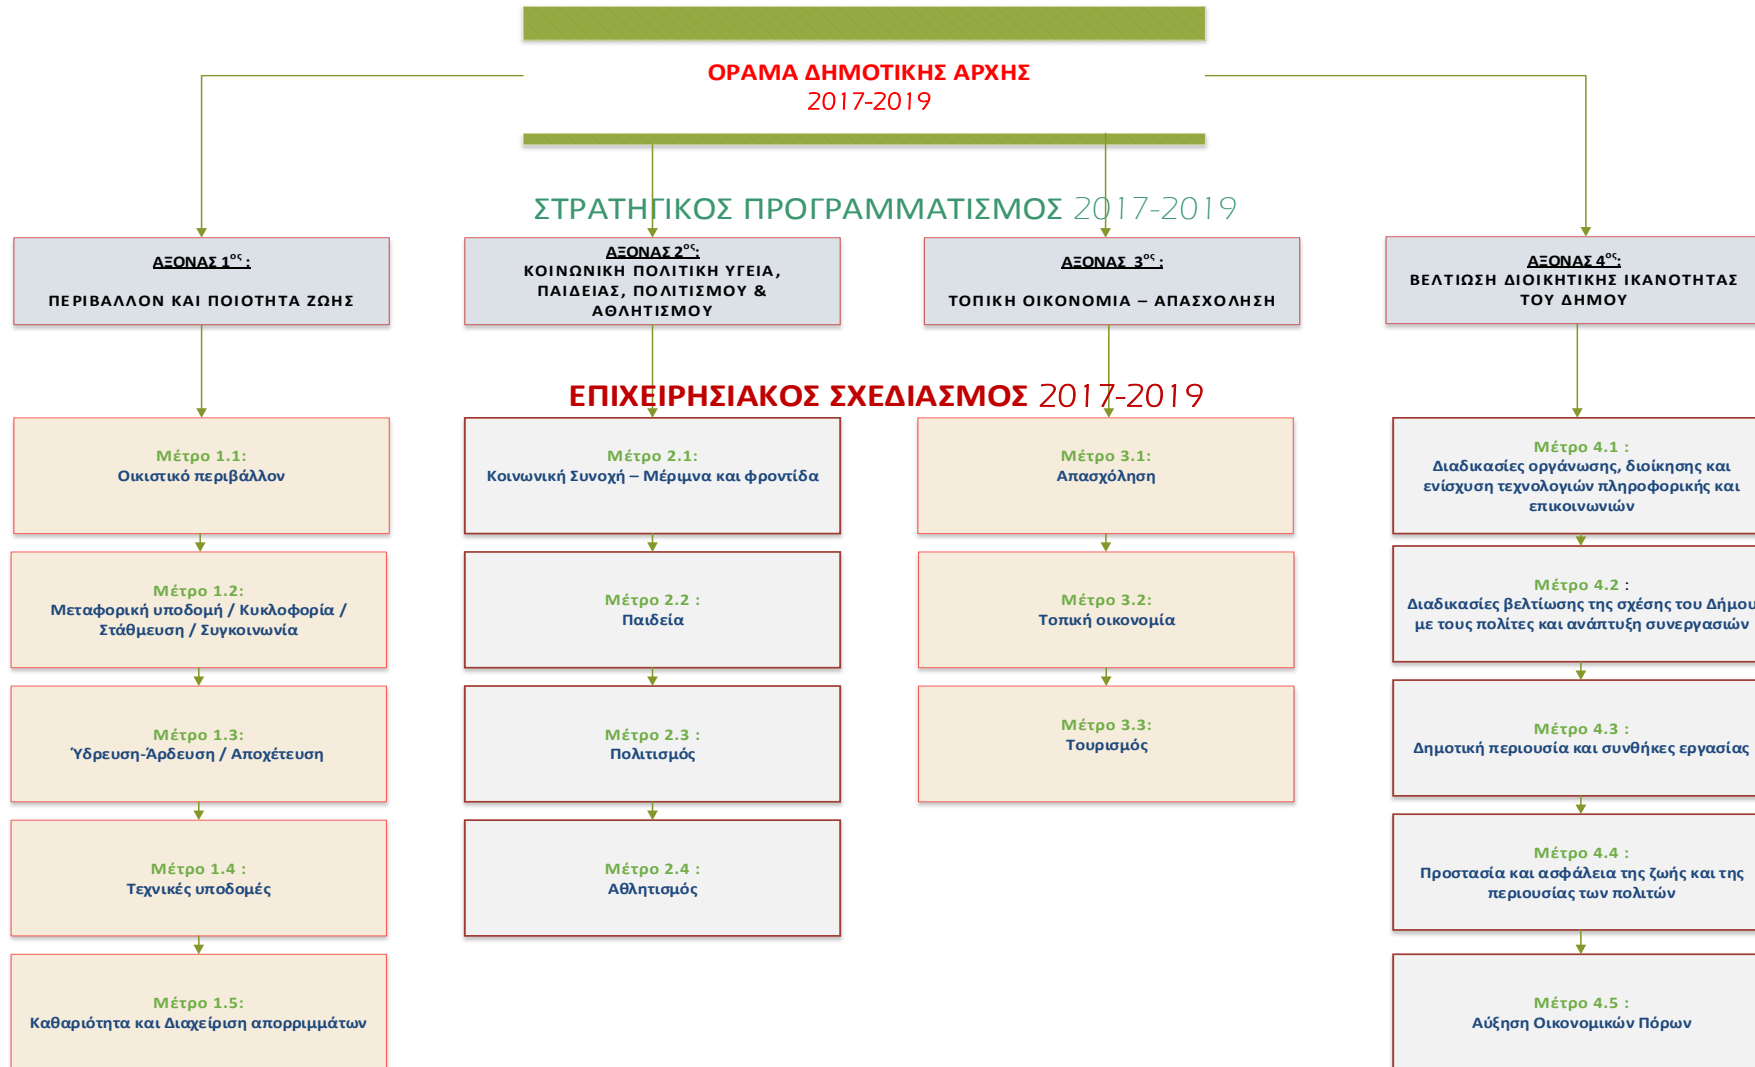 ΟΡΑΜΑ ΔΗΜΟΤΙΚΗΣ ΑΡΧΗΣ
2017-2019
ΣΤΡΑΤΗΓΙΚΟΣ ΠΡΟΓΡΑΜΜΑΤΙΣΜΟΣ 2017-2019
ΑΞΟΝΑΣ 1ος :
ΠΕΡΙΒΑΛΛΟΝ ΚΑΙ ΠΟΙΟΤΗΤΑ ΖΩΗΣ
ΑΞΟΝΑΣ 2ος:
ΚΟΙΝΩΝΙΚΗ ΠΟΛΙΤΙΚΗ ΥΓΕΙΑ,
ΠΑΙΔΕΙΑΣ, ΠΟΛΙΤΙΣΜΟΥ &
ΑΘΛΗΤΙΣΜΟΥ
ΑΞΟΝΑΣ 3ος :
ΤΟΠΙΚΗ ΟΙΚΟΝΟΜΙΑ – ΑΠΑΣΧΟΛΗΣΗ
ΑΞΟΝΑΣ 4ος:
ΒΕΛΤΙΩΣΗ ΔΙΟΙΚΗΤΙΚΗΣ ΙΚΑΝΟΤΗΤΑΣ
ΤΟΥ ΔΗΜΟΥ
ΕΠΙΧΕΙΡΗΣΙΑΚΟΣ ΣΧΕΔΙΑΣΜΟΣ 2017-2019
Μέτρο 1.1:
Οικιστικό περιβάλλον
Μέτρο 1.2:
Μεταφορική υποδομή / Κυκλοφορία /
Στάθμευση / Συγκοινωνία
Μέτρο 1.3:
Ύδρευση-Άρδευση / Αποχέτευση
Μέτρο 1.4 :
Τεχνικές υποδομές
Μέτρο 1.5:
Καθαριότητα και Διαχείριση απορριμμάτων
Μέτρο 2.1:
Κοινωνική Συνοχή – Μέριμνα και φροντίδα
Μέτρο 2.2 :
Παιδεία
Μέτρο 2.3 :
Πολιτισμός
Μέτρο 2.4 :
Αθλητισμός
Μέτρο 3.1:
Απασχόληση
Μέτρο 3.2:
Τοπική οικονομία
Μέτρο 3.3:
Τουρισμός
Μέτρο 4.1 :
Διαδικασίες οργάνωσης, διοίκησης και
ενίσχυση τεχνολογιών πληροφορικής και
επικοινωνιών
Μέτρο 4.2 :
Διαδικασίες βελτίωσης της σχέσης του Δήμου
με τους πολίτες και ανάπτυξη συνεργασιών
Μέτρο 4.3 :
Δημοτική περιουσία και συνθήκες εργασίας
Μέτρο 4.4 :
Προστασία και ασφάλεια της ζωής και της
περιουσίας των πολιτών
Μέτρο 4.5 :
Αύξηση Οικονομικών Πόρων